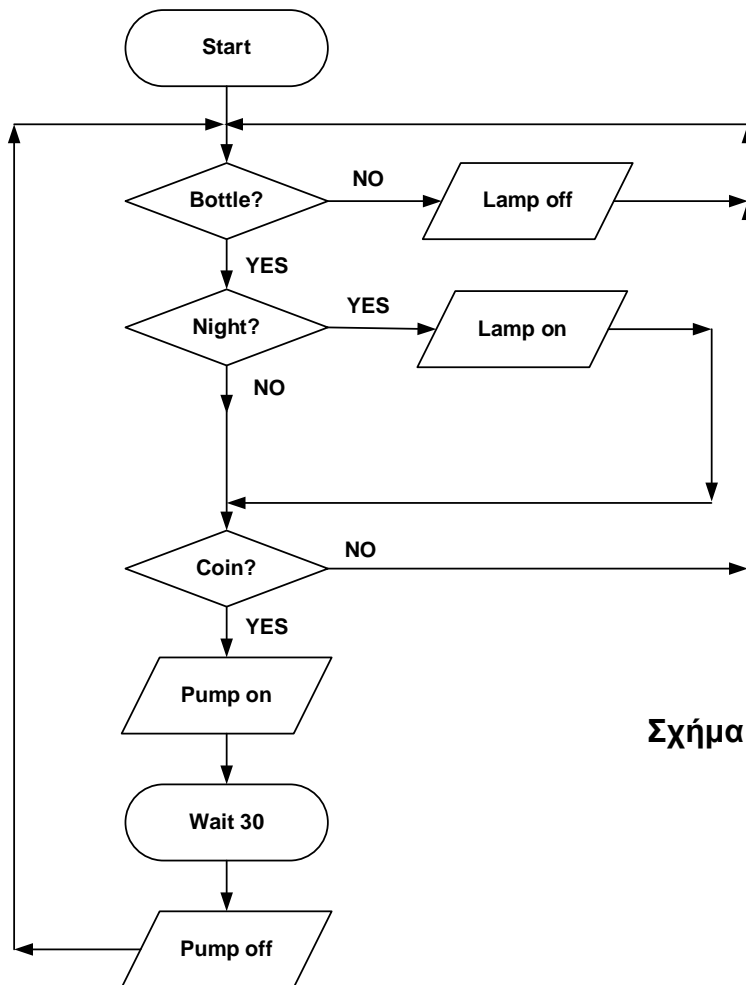 Start
Bottle?
NO
Lamp off
YES
Night?
YES
Lamp on
NO
Coin?
NO
YES
Pump on
Σχήμα
Wait 30
Pump off